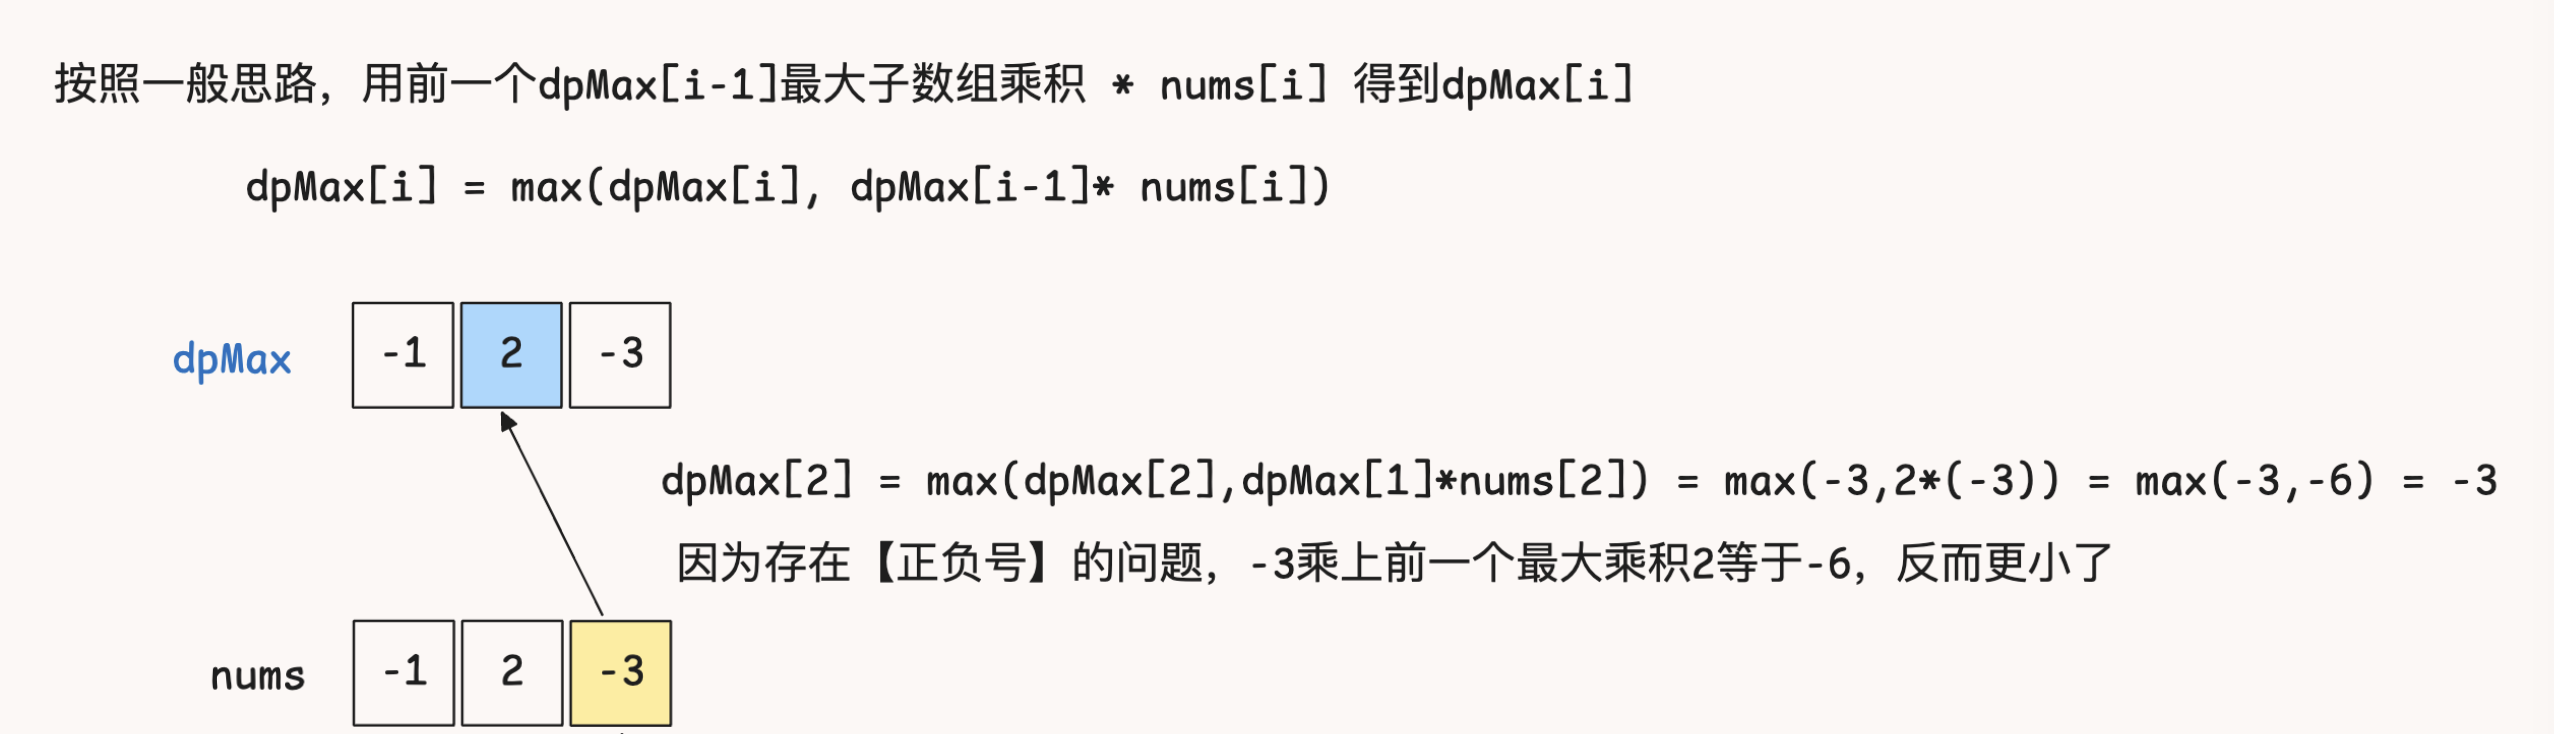 按照一般思路，用前一个dpMax[i-1]最大子数组乘积 * nums[i] 得到dpMax[i]
dpMax[i] = max(dpMax[i], dpMax[i-1]* nums[i])
dpMax -1 2 -3
dpMax[2] = max(dpMax[2],dpMax[1]*nums[2]) = max(-3,2*(-3)) = max(-3,-6) = -3
因为存在【正负号】的问题，-3乘上前一个最大乘积2等于-6，反而更小了
nums -1 2 -3